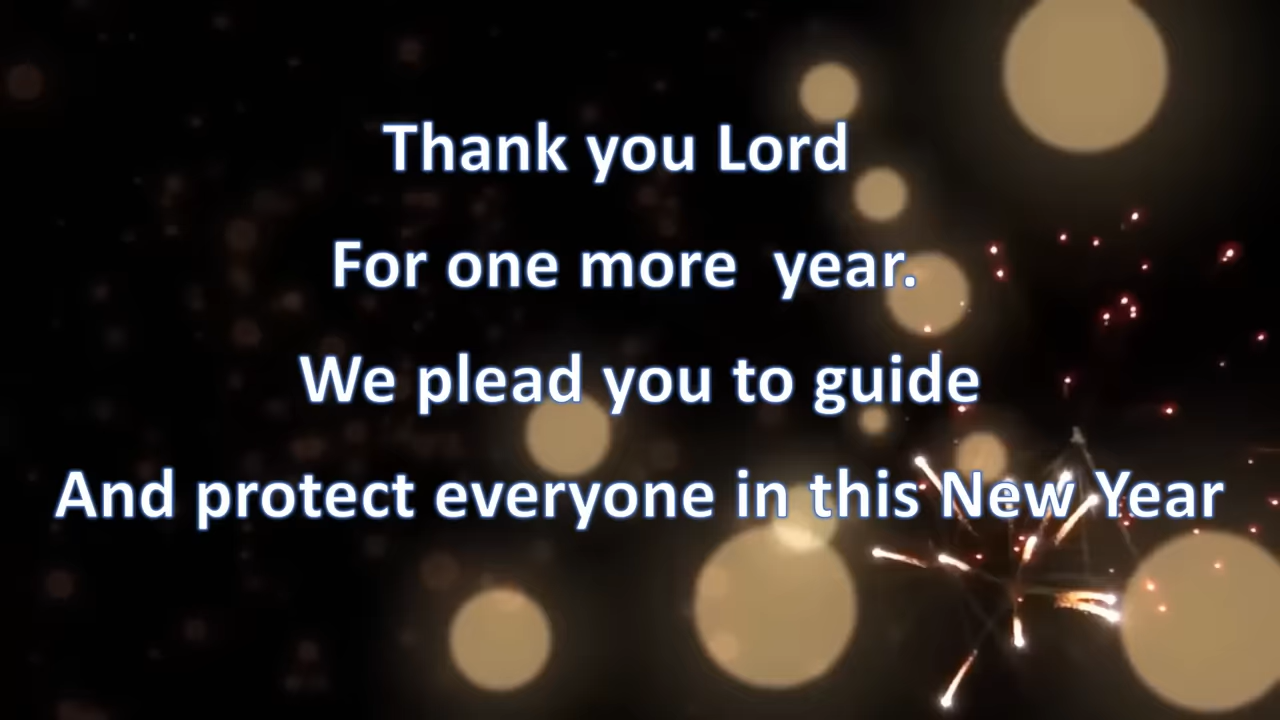 Thank you Lord
For one more  year.
We plead you to guide
And protect everyone in this New Year